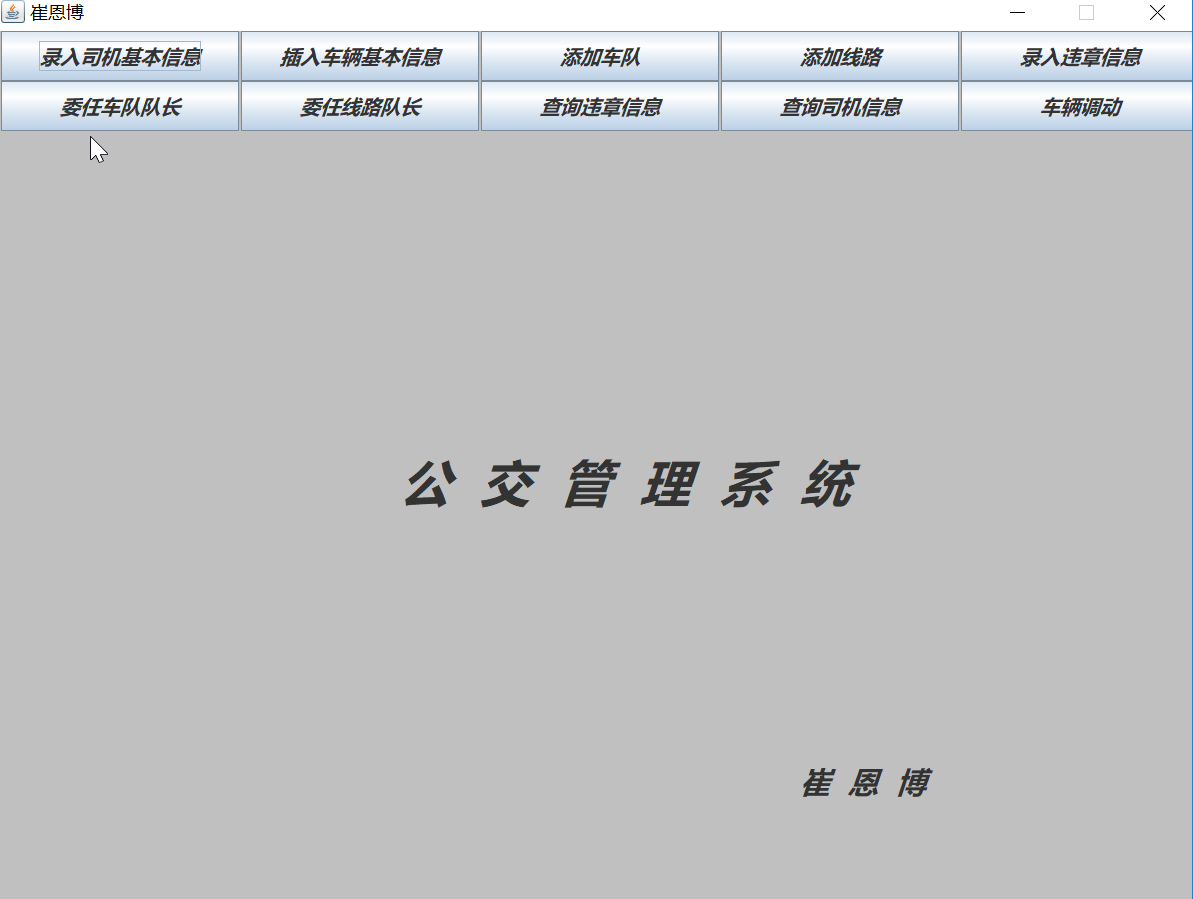 崔恩博
录入司机基本信息 插入车辆基本信息 添加车队 添加线路 录入违章信息
委任车队队长 委任线路队长 查询违章信息 查询司机信息 车辆调动
公 交 管 理 系 统
崔 恩 博